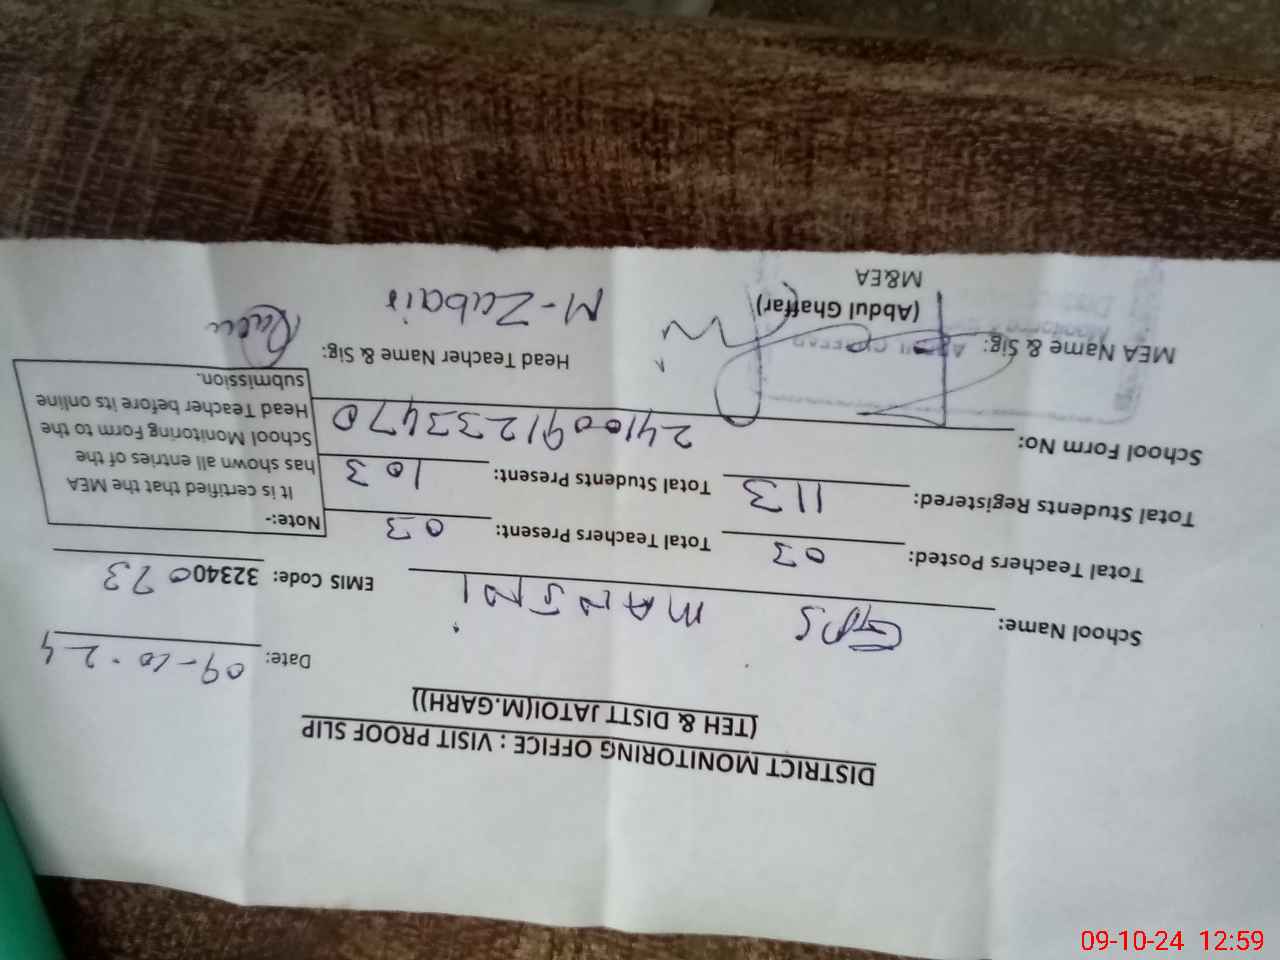 DISTRICT MONITORING OFFICE : VISIT PROOF SLIP
(TEH & DISTT JATOI(M.GARH))
Date: 09-10-24
School Name: GPS
EMIS Code: 32340073
Total Teachers Posted: 03 Total Teachers Present: 03
Total Students Registered: 113 Total Students Present: 103
School Form No: 241009123347 0
Note:-
It is certified that the MEA
has shown all entries of the
School Monitoring Form to the
Head Teacher before its online
submission.
MEA Name & Sig:
(Abdul Ghaffar)
M&EA
Head Teacher Name & Sig:
M-Zubair
09-10-24 12:59